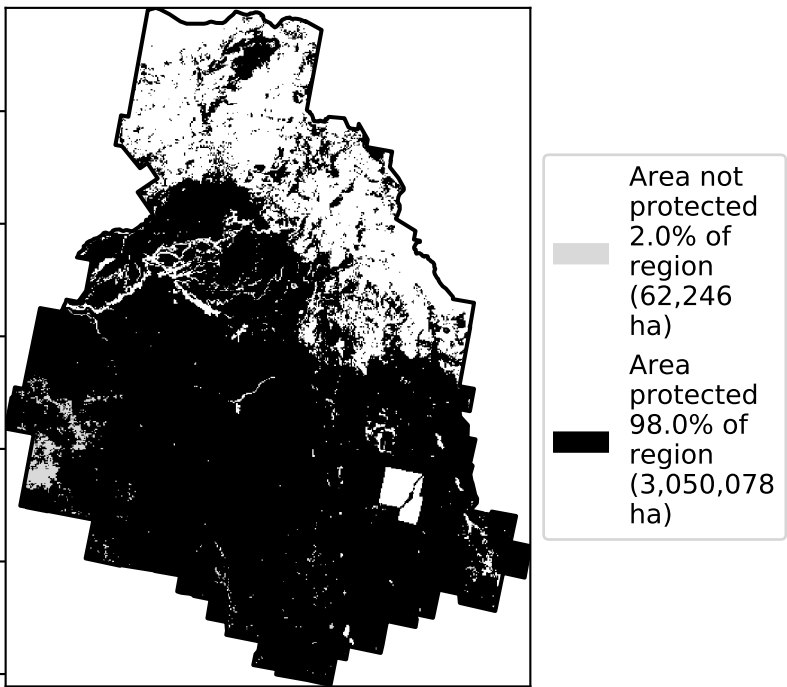 Area not
protected
2.0% of
region
(62,246
ha)
Area
protected
98.0% of
region
(3,050,078
ha)